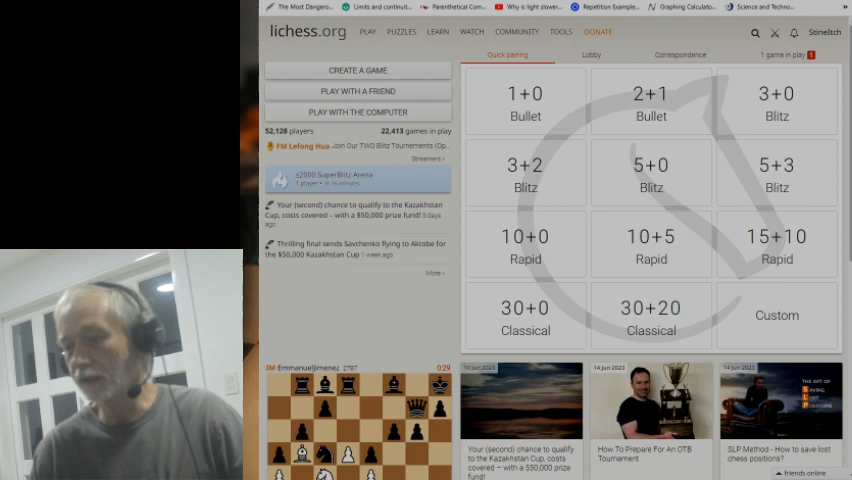 The Most Dangero...
Limits and continuit...
Parenthetical Com...
Why is light slower...
Repetition Example...
Graphing Calculato...
Science and Techno...
»
lichess.org
PLAY
PUZZLES
LEARN
WATCH
COMMUNITY
TOOLS
DONATE
StineItch
CREATE A GAME
PLAY WITH A FRIEND
PLAY WITH THE COMPUTER
52,128 players
22,413 games in play
FM Lefong Hua Join Our TWO Blitz Tournements (Op...
Streamers »
≤2000 SuperBlitz Arena
1 player • in 16 minutes
Your (second) chance to qualify to the Kazakhstan
Cup, costs covered – with a $50,000 prize fund! 5 days
ago
Thrilling final sends Savchenko flying to Aktobe for
the $50,000 Kazakhstan Cup 1 week ago
More »
IM EmmanuelJimenez 2787
0:29
Quick pairing
Lobby
Correspondence
1 game in play 1
1+0
Bullet
2+1
Bullet
3+0
Blitz
3+2
Blitz
5+0
Blitz
5+3
Blitz
10+0
Rapid
10+5
Rapid
15+10
Rapid
30+0
Classical
30+20
Classical
Custom
14 Jun 2023
14 Jun 2023
THE ART OF
SAVING
LOST
POSITIONS
Your (second) chance to
qualify to the Kazakhstan
Cup, costs covered – with a
$50,000 prize fund!
How To Prepare For An OTB
Tournament
SLP Method - How to save lost
chess positions?
friends online